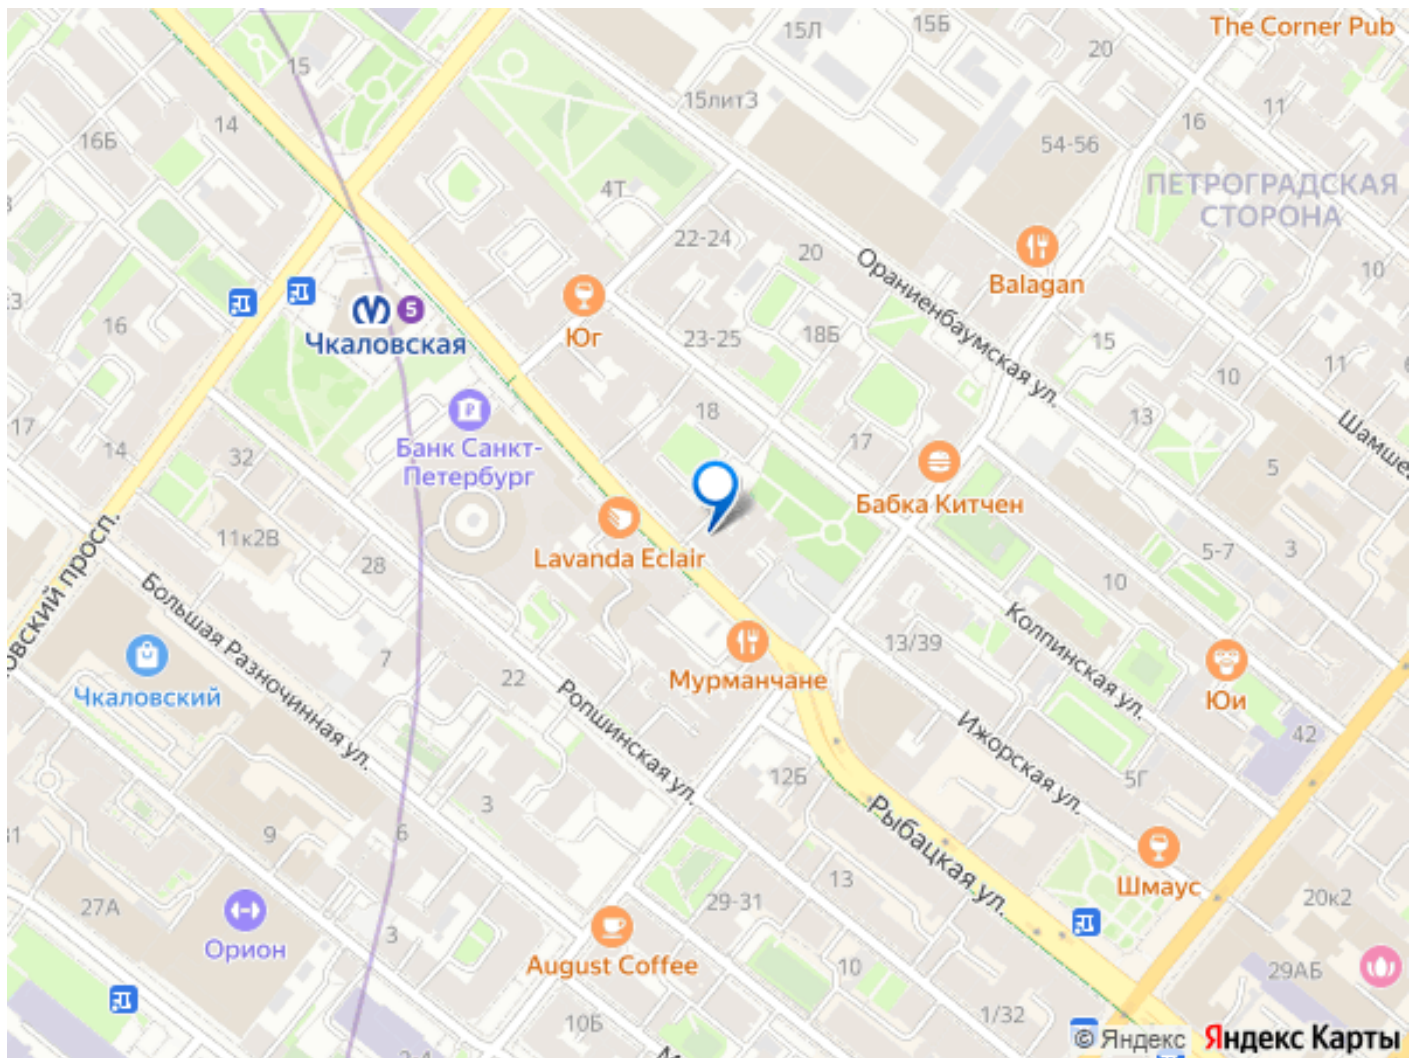 The Corner Pub
15Л
15Б
20
15
15литЗ
11
14
16
16Б
54-56
4Т
ПЕТРОГРАДСКАЯ
СТОРОНА
22-24
20
Balagan
10
5
16
Чкаловская
Юг
23-25
18Б
Ораниенбаумская ул.
15
11
10
18
17
14
32
17
13
Шамше
Банк Санкт-
Петербург
5
Бабка Китчен
11к2В
28
Lavanda Eclair
5-7
3
10
овский просп.
Большая Разночинная ул.
7
22
Ропшинская ул.
Мурманчане
13/39
Колпинская ул.
Юи
Чкаловский
42
Ижорская ул.
12Б
5Г
3
6
9
Рыбацкая ул.
Шмаус
20к2
13
29-31
27А
Орион
3
August Coffee
10
29АБ
1/32
10Б
© Яндекс
Яндекс Карты